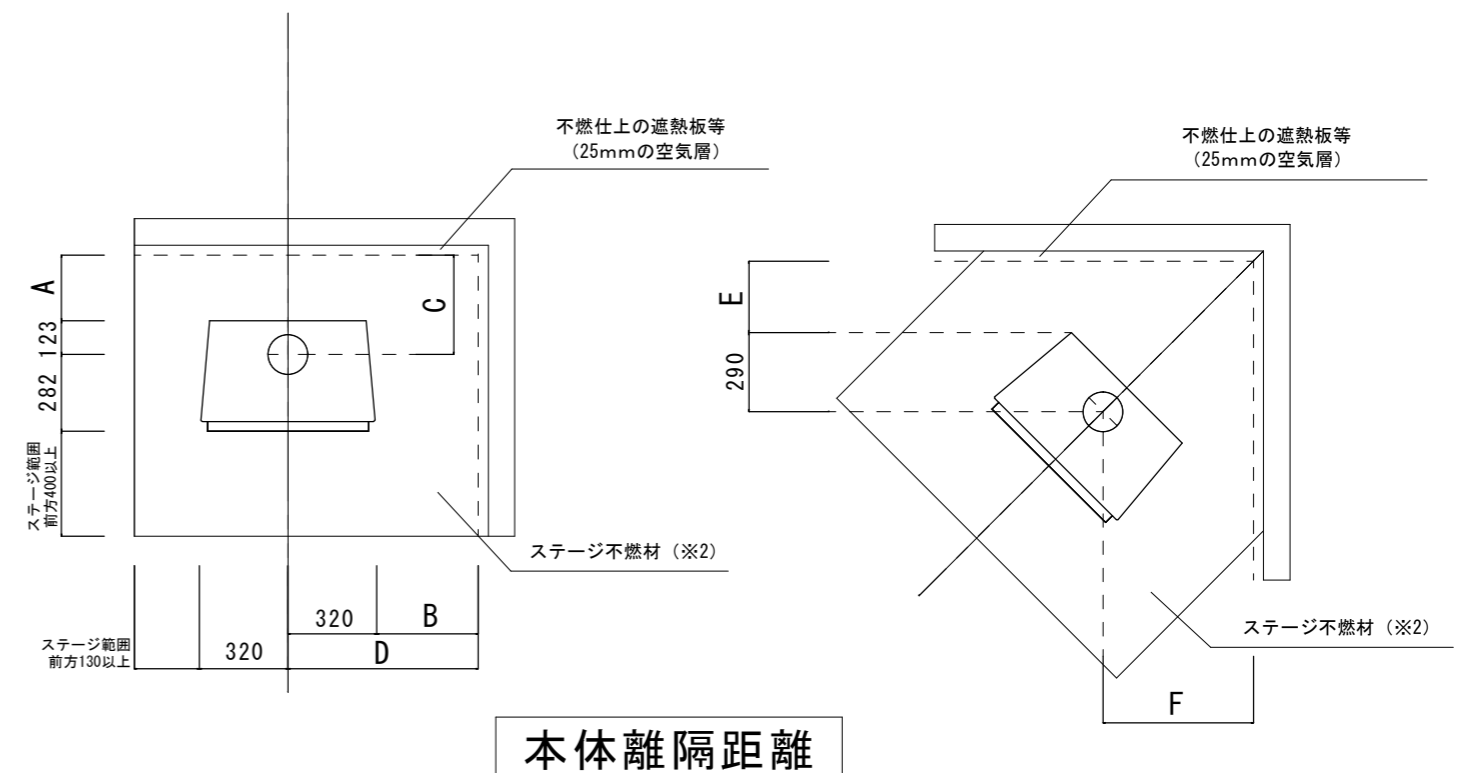 不燃仕上の遮熱板等
（25mmの空気層）
A
123
282
ステージ範囲
前方400以上
C
ステージ不燃材（※2）
320
B
ステージ範囲
前方130以上
320
D
不燃仕上の遮熱板等
（25mmの空気層）
E
290
ステージ不燃材（※2）
F
本体離隔距離